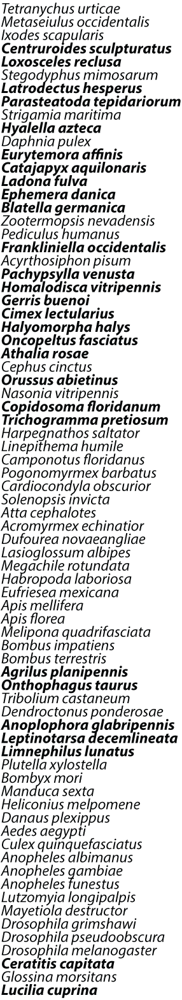 Tetranychus urticae
Metaseiulus occidentalis
Ixodes scapularis
Centruroides sculpturatus
Loxosceles reclusa
Stegodyphus mimosarum
Latrodectus hesperus
Parasteatoda tepidariorum
Strigamia maritima
Hyalella azteca
Daphnia pulex
Eurytemora affinis
Catajapyx aquilonaris
Ladona fulva
Ephemera danica
Blatella germanica
Zootermopsis nevadensis
Pediculus humanus
Frankliniella occidentalis
Acyrthosiphon pisum
Pachypsylla venusta
Homalodisca vitripennis
Gerris buenoi
Cimex lectularius
Halyomorpha halys
Oncopeltus fasciatus
Athalia rosae
Cephus cinctus
Orussus abietinus
Nasonia vitripennis
Copidosoma floridanum
Trichogramma pretiosum
Harpegnathos saltator
Linepithema humile
Camponotus floridanus
Pogonomyrmex barbatus
Cardiocondyla obscurior
Solenopsis invicta
Atta cephalotes
Acromyrmex echinatior
Dufourea novaeangliae
Lasioglossum albipes
Megachile rotundata
Habropoda laboriosa
Eufriesea mexicana
Apis mellifera
Apis florea
Melipona quadrifasciata
Bombus impatiens
Bombus terrestris
Agrilus planipennis
Onthophagus taurus
Tribolium castaneum
Dendroctonus ponderosae
Anoplophora glabripennis
Leptinotarsa decemlineata
Limnephilus lunatus
Plutella xylostella
Bombyx mori
Manduca sexta
Heliconius melpomene
Danaus plexippus
Aedes aegypti
Culex quinquefasciatus
Anopheles albimanus
Anopheles gambiae
Anopheles funestus
Lutzomyia longipalpis
Mayetiola destructor
Drosophila grimshawi
Drosophila pseudoobscura
Drosophila melanogaster
Ceratitis capitata
Glossina morsitans
Lucilia cuprina